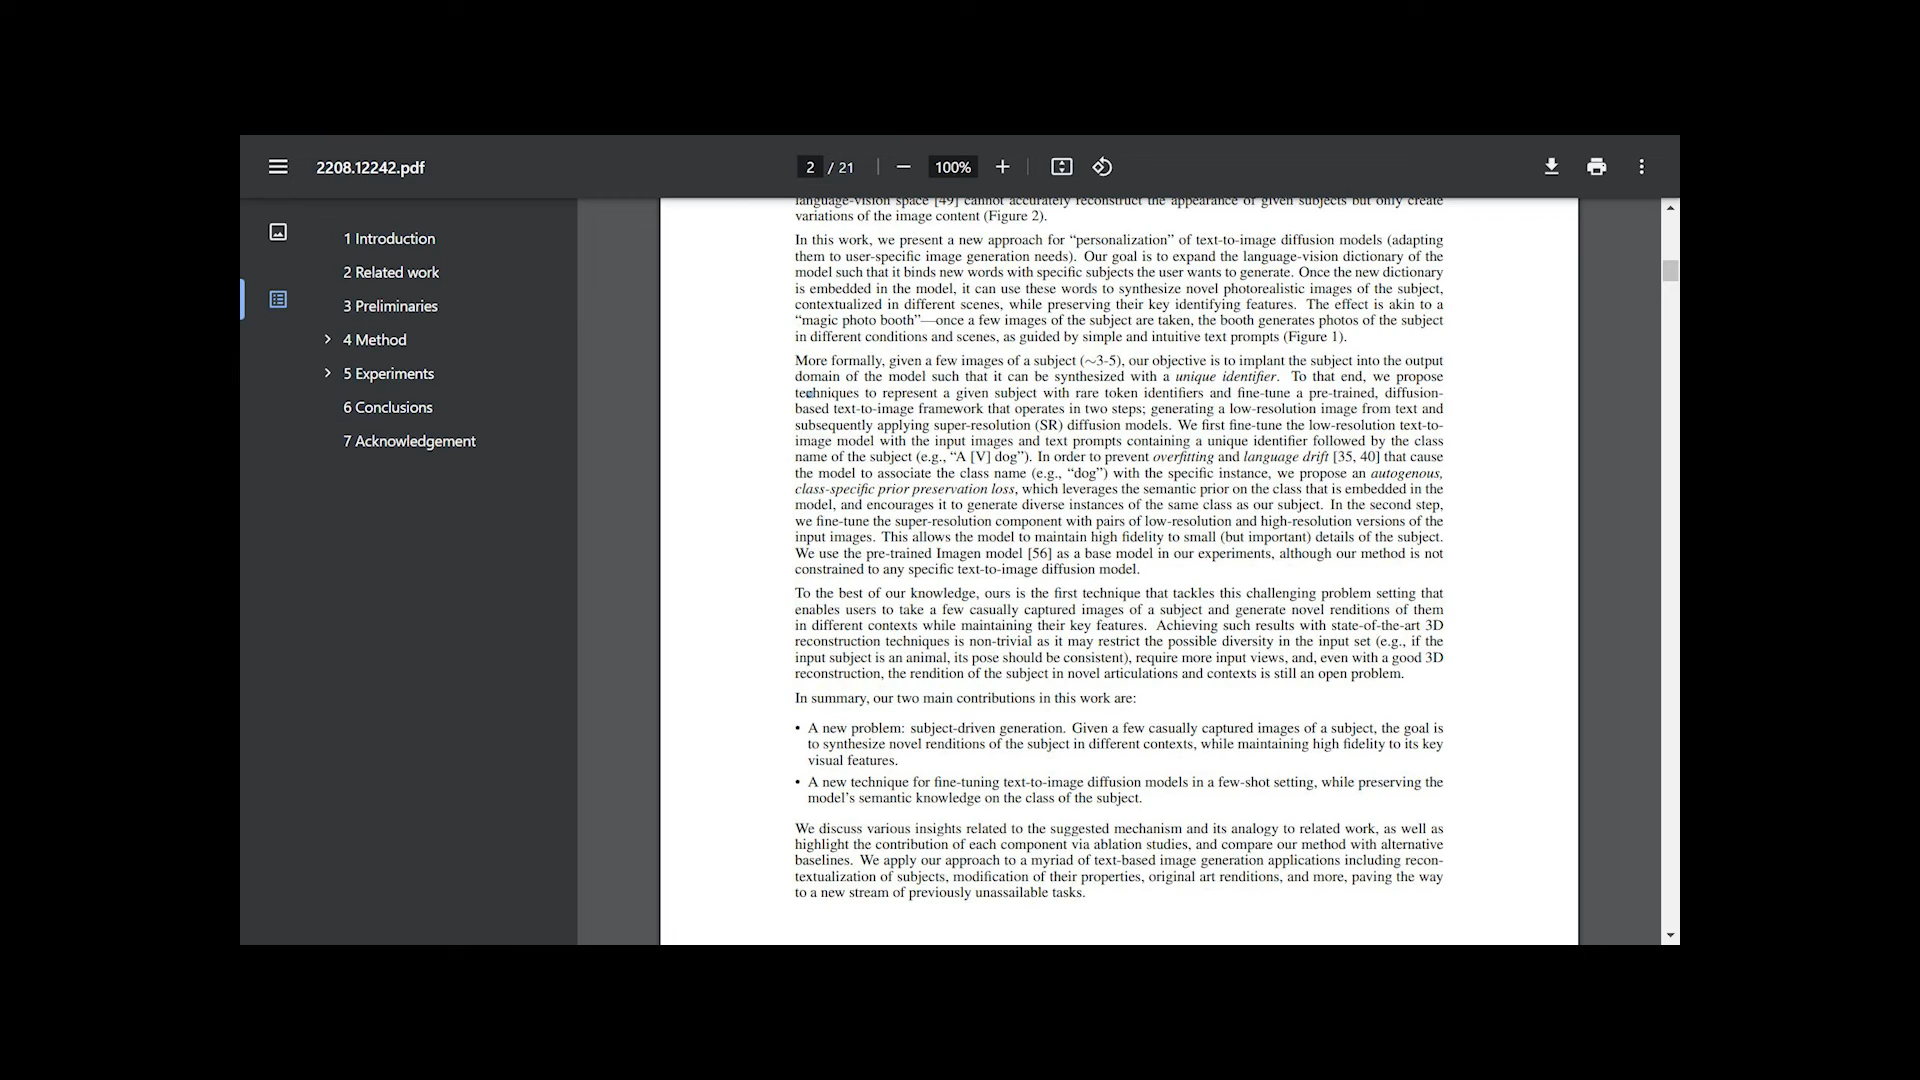 2208.12242.pdf
2 / 21
100%
1 Introduction
2 Related work
3 Preliminaries
4 Method
5 Experiments
6 Conclusions
7 Acknowledgement
language-vision space [49] cannot accurately reconstruct the appearance of given subjects but only create
variations of the image content (Figure 2).
In this work, we present a new approach for “personalization” of text-to-image diffusion models (adapting
them to user-specific image generation needs). Our goal is to expand the language-vision dictionary of the
model such that it binds new words with specific subjects the user wants to generate. Once the new dictionary
is embedded in the model, it can use these words to synthesize novel photorealistic images of the subject,
contextualized in different scenes, while preserving their key identifying features. The effect is akin to a
“magic photo booth”—once a few images of the subject are taken, the booth generates photos of the subject
in different conditions and scenes, as guided by simple and intuitive text prompts (Figure 1).
More formally, given a few images of a subject (∼3-5), our objective is to implant the subject into the output
domain of the model such that it can be synthesized with a unique identifier. To that end, we propose
techniques to represent a given subject with rare token identifiers and fine-tune a pre-trained, diffusion-
based text-to-image framework that operates in two steps; generating a low-resolution image from text and
subsequently applying super-resolution (SR) diffusion models. We first fine-tune the low-resolution text-to-
image model with the input images and text prompts containing a unique identifier followed by the class
name of the subject (e.g., “A [V] dog”). In order to prevent overfitting and language drift [35, 40] that cause
the model to associate the class name (e.g., “dog”) with the specific instance, we propose an autogenous,
class-specific prior preservation loss, which leverages the semantic prior on the class that is embedded in the
model, and encourages it to generate diverse instances of the same class as our subject. In the second step,
we fine-tune the super-resolution component with pairs of low-resolution and high-resolution versions of the
input images. This allows the model to maintain high fidelity to small (but important) details of the subject.
We use the pre-trained Imagen model [56] as a base model in our experiments, although our method is not
constrained to any specific text-to-image diffusion model.
To the best of our knowledge, ours is the first technique that tackles this challenging problem setting that
enables users to take a few casually captured images of a subject and generate novel renditions of them
in different contexts while maintaining their key features. Achieving such results with state-of-the-art 3D
reconstruction techniques is non-trivial as it may restrict the possible diversity in the input set (e.g., if the
input subject is an animal, its pose should be consistent), require more input views, and, even with a good 3D
reconstruction, the rendition of the subject in novel articulations and contexts is still an open problem.
In summary, our two main contributions in this work are:
• A new problem: subject-driven generation. Given a few casually captured images of a subject, the goal is
to synthesize novel renditions of the subject in different contexts, while maintaining high fidelity to its key
visual features.
• A new technique for fine-tuning text-to-image diffusion models in a few-shot setting, while preserving the
model’s semantic knowledge on the class of the subject.
We discuss various insights related to the suggested mechanism and its analogy to related work, as well as
highlight the contribution of each component via ablation studies, and compare our method with alternative
baselines. We apply our approach to a myriad of text-based image generation applications including recon-
textualization of subjects, modification of their properties, original art renditions, and more, paving the way
to a new stream of previously unassailable tasks.